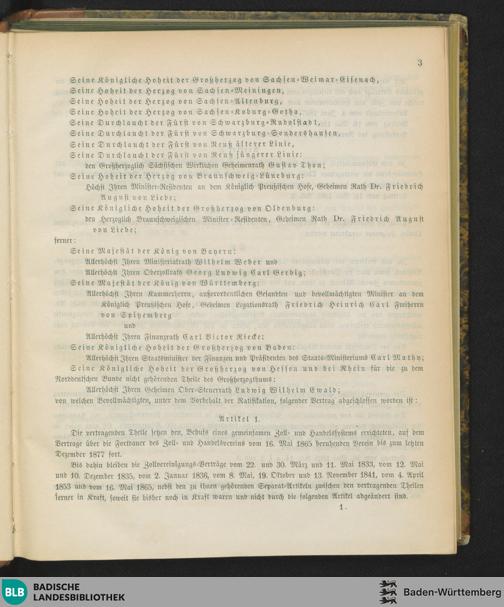 3
Seine Königliche Hoheit der Großherzog von Sachsen-Weimar-Eisenach,
Seine Hoheit der Herzog von Sachsen-Meiningen,
Seine Hoheit der Herzog von Sachsen-Altenburg,
Seine Hoheit der Herzog von Sachsen-Koburg-Gotha,
Seine Durchlaucht der Fürst von Schwarzburg-Rudolstadt,
Seine Durchlaucht der Fürst von Schwarzburg-Sondershausen,
Seine Durchlaucht der Fürst von Reuß älterer Linie,
Seine Durchlaucht der Fürst von Reuß jüngerer Linie:
den Großherzoglich Sächsischen Wirklichen Geheimenrath Gustav Thon;
Seine Hoheit der Herzog von Braunschweig-Lüneburg:
Höchst Ihren Minister-Residenten an dem Königlich Preußischen Hofe, Geheimen Rath Dr. Friedrich
August von Liebe;
Seine Königliche Hoheit der Großherzog von Oldenburg:
den Herzoglich Braunschweigischen Minister-Residenten, Geheimen Rath Dr. Friedrich August
von Liebe;
ferner:
Seine Majestät der König von Bayern:
Allerhöchst Ihren Ministerialrath Wilhelm Weber und
Allerhöchst Ihren Oberzollrath Georg Ludwig Carl Gerbig;
Seine Majestät der König von Württemberg:
Allerhöchst Ihren Kammerherrn, außerordentlichen Gesandten und bevollmächtigten Minister an dem
Königlich Preußischen Hofe, Geheimen Legationsrath Friedrich Heinrich Carl Freiherrn
von Spitzemberg
und
Allerhöchst Ihren Finanzrath Carl Victor Riecke;
Seine Königliche Hoheit der Großherzog von Baden:
Allerhöchst Ihren Staatsminister der Finanzen und Präsidenten des Staats-Ministeriums Carl Mathy;
Seine Königliche Hoheit der Großherzog von Hessen und bei Rhein für die zu dem
Norddeutschen Bunde nicht gehörenden Theile des Großherzogthums:
Allerhöchst Ihren Geheimen Ober-Steuerrath Ludwig Wilhelm Ewald;
von welchen Bevollmächtigten, unter dem Vorbehalt der Ratifikation, folgender Vertrag abgeschlossen worden ist:
Artikel 1.
Die vertragenden Theile setzen den, Behufs eines gemeinsamen Zoll- und Handelssystems errichteten, auf dem
Vertrage über die Fortdauer des Zoll- und Handelsvereins vom 16. Mai 1865 beruhenden Verein bis zum letzten
Dezember 1877 fort.
Bis dahin bleiben die Zollvereinigungs-Verträge vom 22. und 30. März und 11. Mai 1833, vom 12. Mai
und 10. Dezember 1835, vom 2. Januar 1836, vom 8. Mai, 19. Oktober und 13. November 1841, vom 4. April
1853 und vom 16. Mai 1865, nebst den zu ihnen gehörenden Separat-Artikeln zwischen den vertragenden Theilen
ferner in Kraft, soweit sie bisher noch in Kraft waren und nicht durch die folgenden Artikel abgeändert sind.
1.
BLB
BADISCHE
LANDESBIBLIOTHEK
Baden-Württemberg